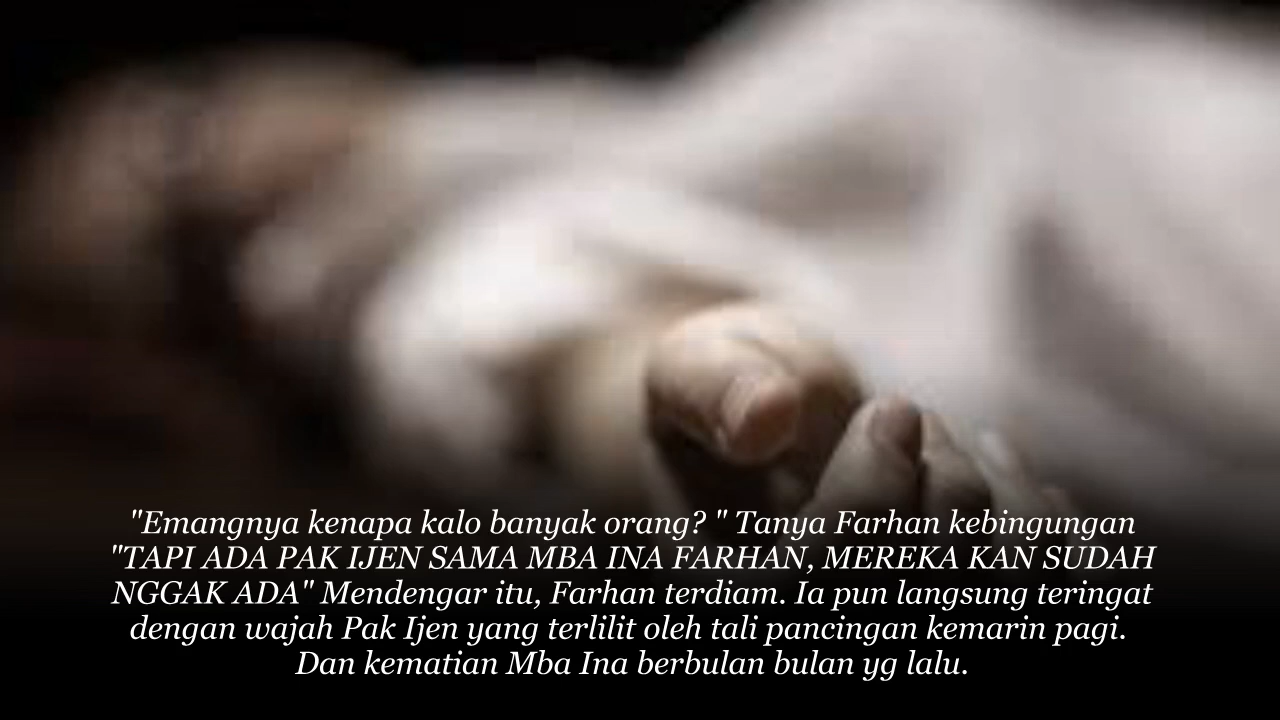 "Emangnya kenapa kalo banyak orang? " Tanya Farhan kebingungan
"TAPI ADA PAK IJEN SAMA MBA INA FARHAN, MEREKA KAN SUDAH
NGGAK ADA" Mendengar itu, Farhan terdiam. Ia pun langsung teringat
dengan wajah Pak Ijen yang terlilit oleh tali pancingan kemarin pagi.
Dan kematian Mba Ina berbulan bulan yg lalu.